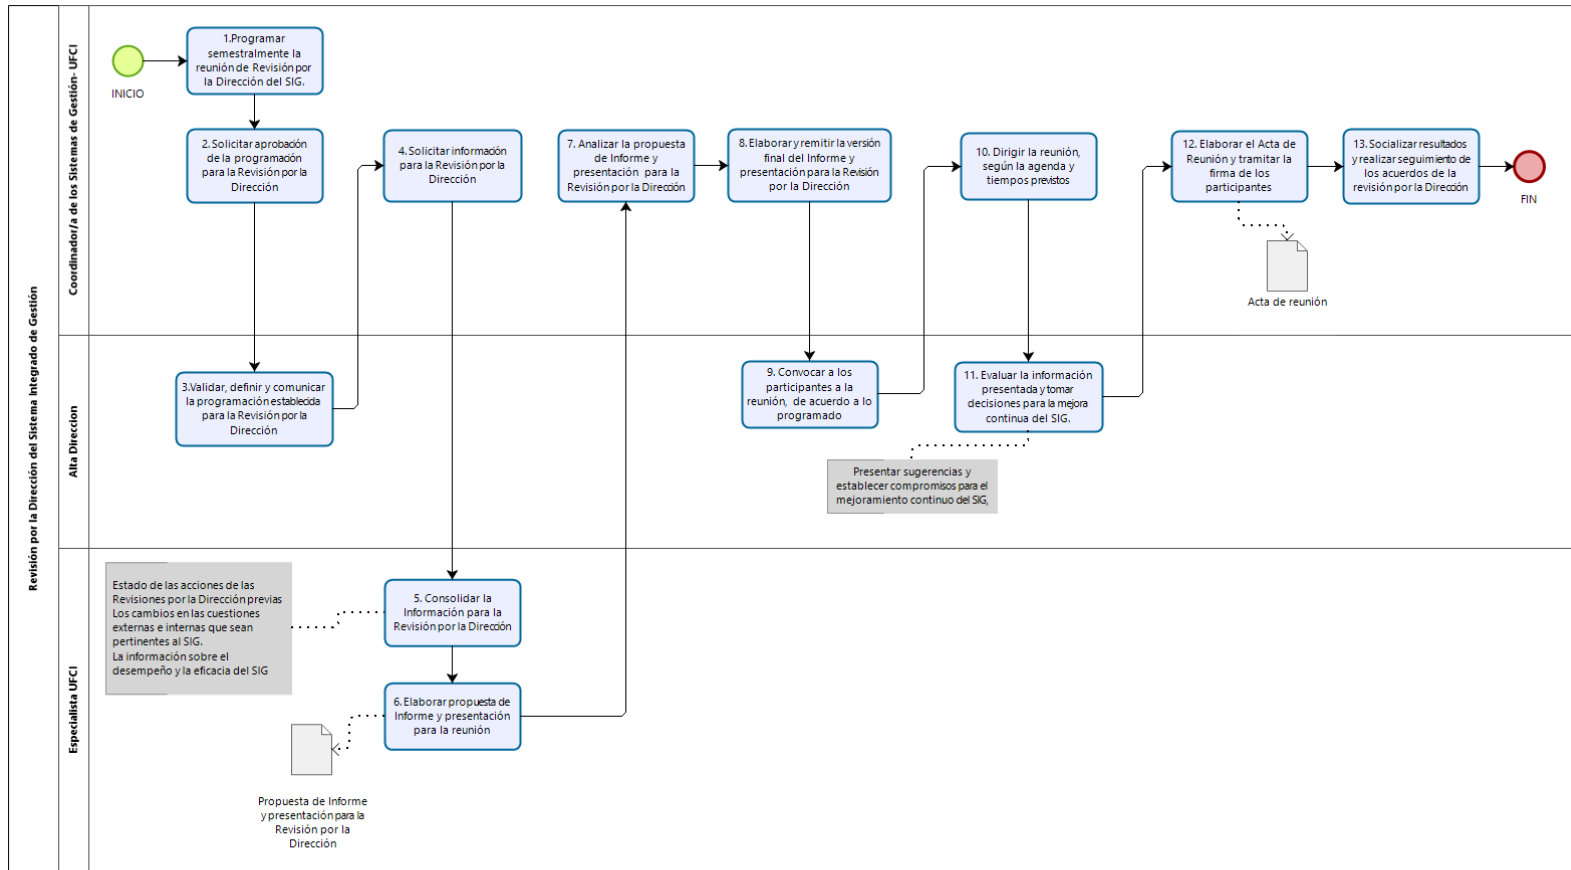 Revisión por la Dirección del Sistema Integrado de Gestión
Coordinador/a de los Sistemas de Gestión- UFCI
INICIO
1.Programar
semestralmente la
reunión de Revisión por
la Dirección del SIG.
2. Solicitar aprobación
de la programación
para la Revisión por la
Dirección
4. Solicitar información
para la Revisión por la
Dirección
7. Analizar la propuesta
de Informe y
presentación para la
Revisión por la Dirección
8. Elaborar y remitir la versión
final del Informe y
presentación para la Revisión
por la Dirección
10. Dirigir la reunión,
según la agenda y
tiempos previstos
12. Elaborar el Acta de
Reunión y tramitar la
firma de los
participantes
13. Socializar resultados
y realizar seguimiento de
los acuerdos de la
revisión por la Dirección
FIN
Acta de reunión
Alta Direccion
3.Validar, definir y comunicar
la programación establecida
para la Revisión por la
Dirección
9. Convocar a los
participantes a la
reunión, de acuerdo a lo
programado
11. Evaluar la información
presentada y tomar
decisiones para la mejora
continua del SIG.
Presentar sugerencias y
establecer compromisos para el
mejoramiento continuo del SIG,
Especialista UFCI
Estado de las acciones de las
Revisiones por la Dirección previas
Los cambios en las cuestiones
externas e internas que sean
pertinentes al SIG.
La información sobre el
desempeño y la eficacia del SIG
5. Consolidar la
Información para la
Revisión por la Dirección
6. Elaborar propuesta de
Informe y presentación
para la reunión
Propuesta de Informe
y presentación para la
Revisión por la
Dirección